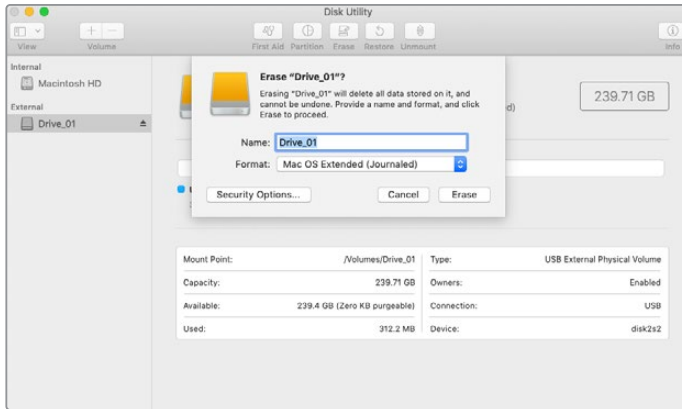 Disk Utility
View
Volume
First Aid Partition Erase Restore Unmount
Info
Internal
Macintosh HD
External
Drive_01
Erase “Drive_01”?
Erasing “Drive_01” will delete all data stored on it, and
cannot be undone. Provide a name and format, and click
Erase to proceed.
Name: Drive_01
Format: Mac OS Extended (Journaled)
Security Options... Cancel Erase
d)
239.71 GB
Mount Point: /Volumes/Drive_01 Type: USB External Physical Volume
Capacity: 239.71 GB Owners: Enabled
Available: 239.4 GB (Zero KB purgeable) Connection: USB
Used: 312.2 MB Device: disk2s2